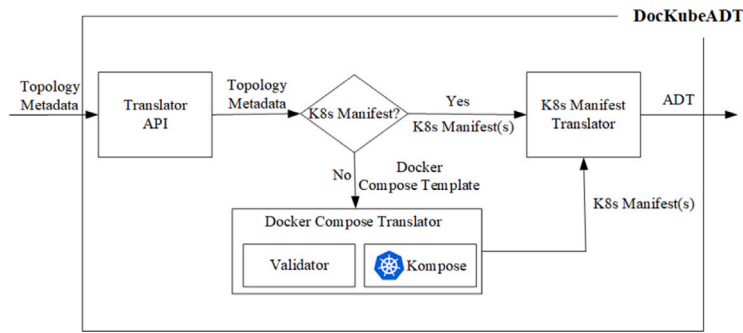 DocKubeADT
Topology
Metadata
Translator
API
Topology
Metadata
K8s Manifest?
Yes
K8s Manifest(s)
K8s Manifest
Translator
ADT
No
Docker
Compose Template
K8s Manifest(s)
Docker Compose Translator
Validator
Kompose